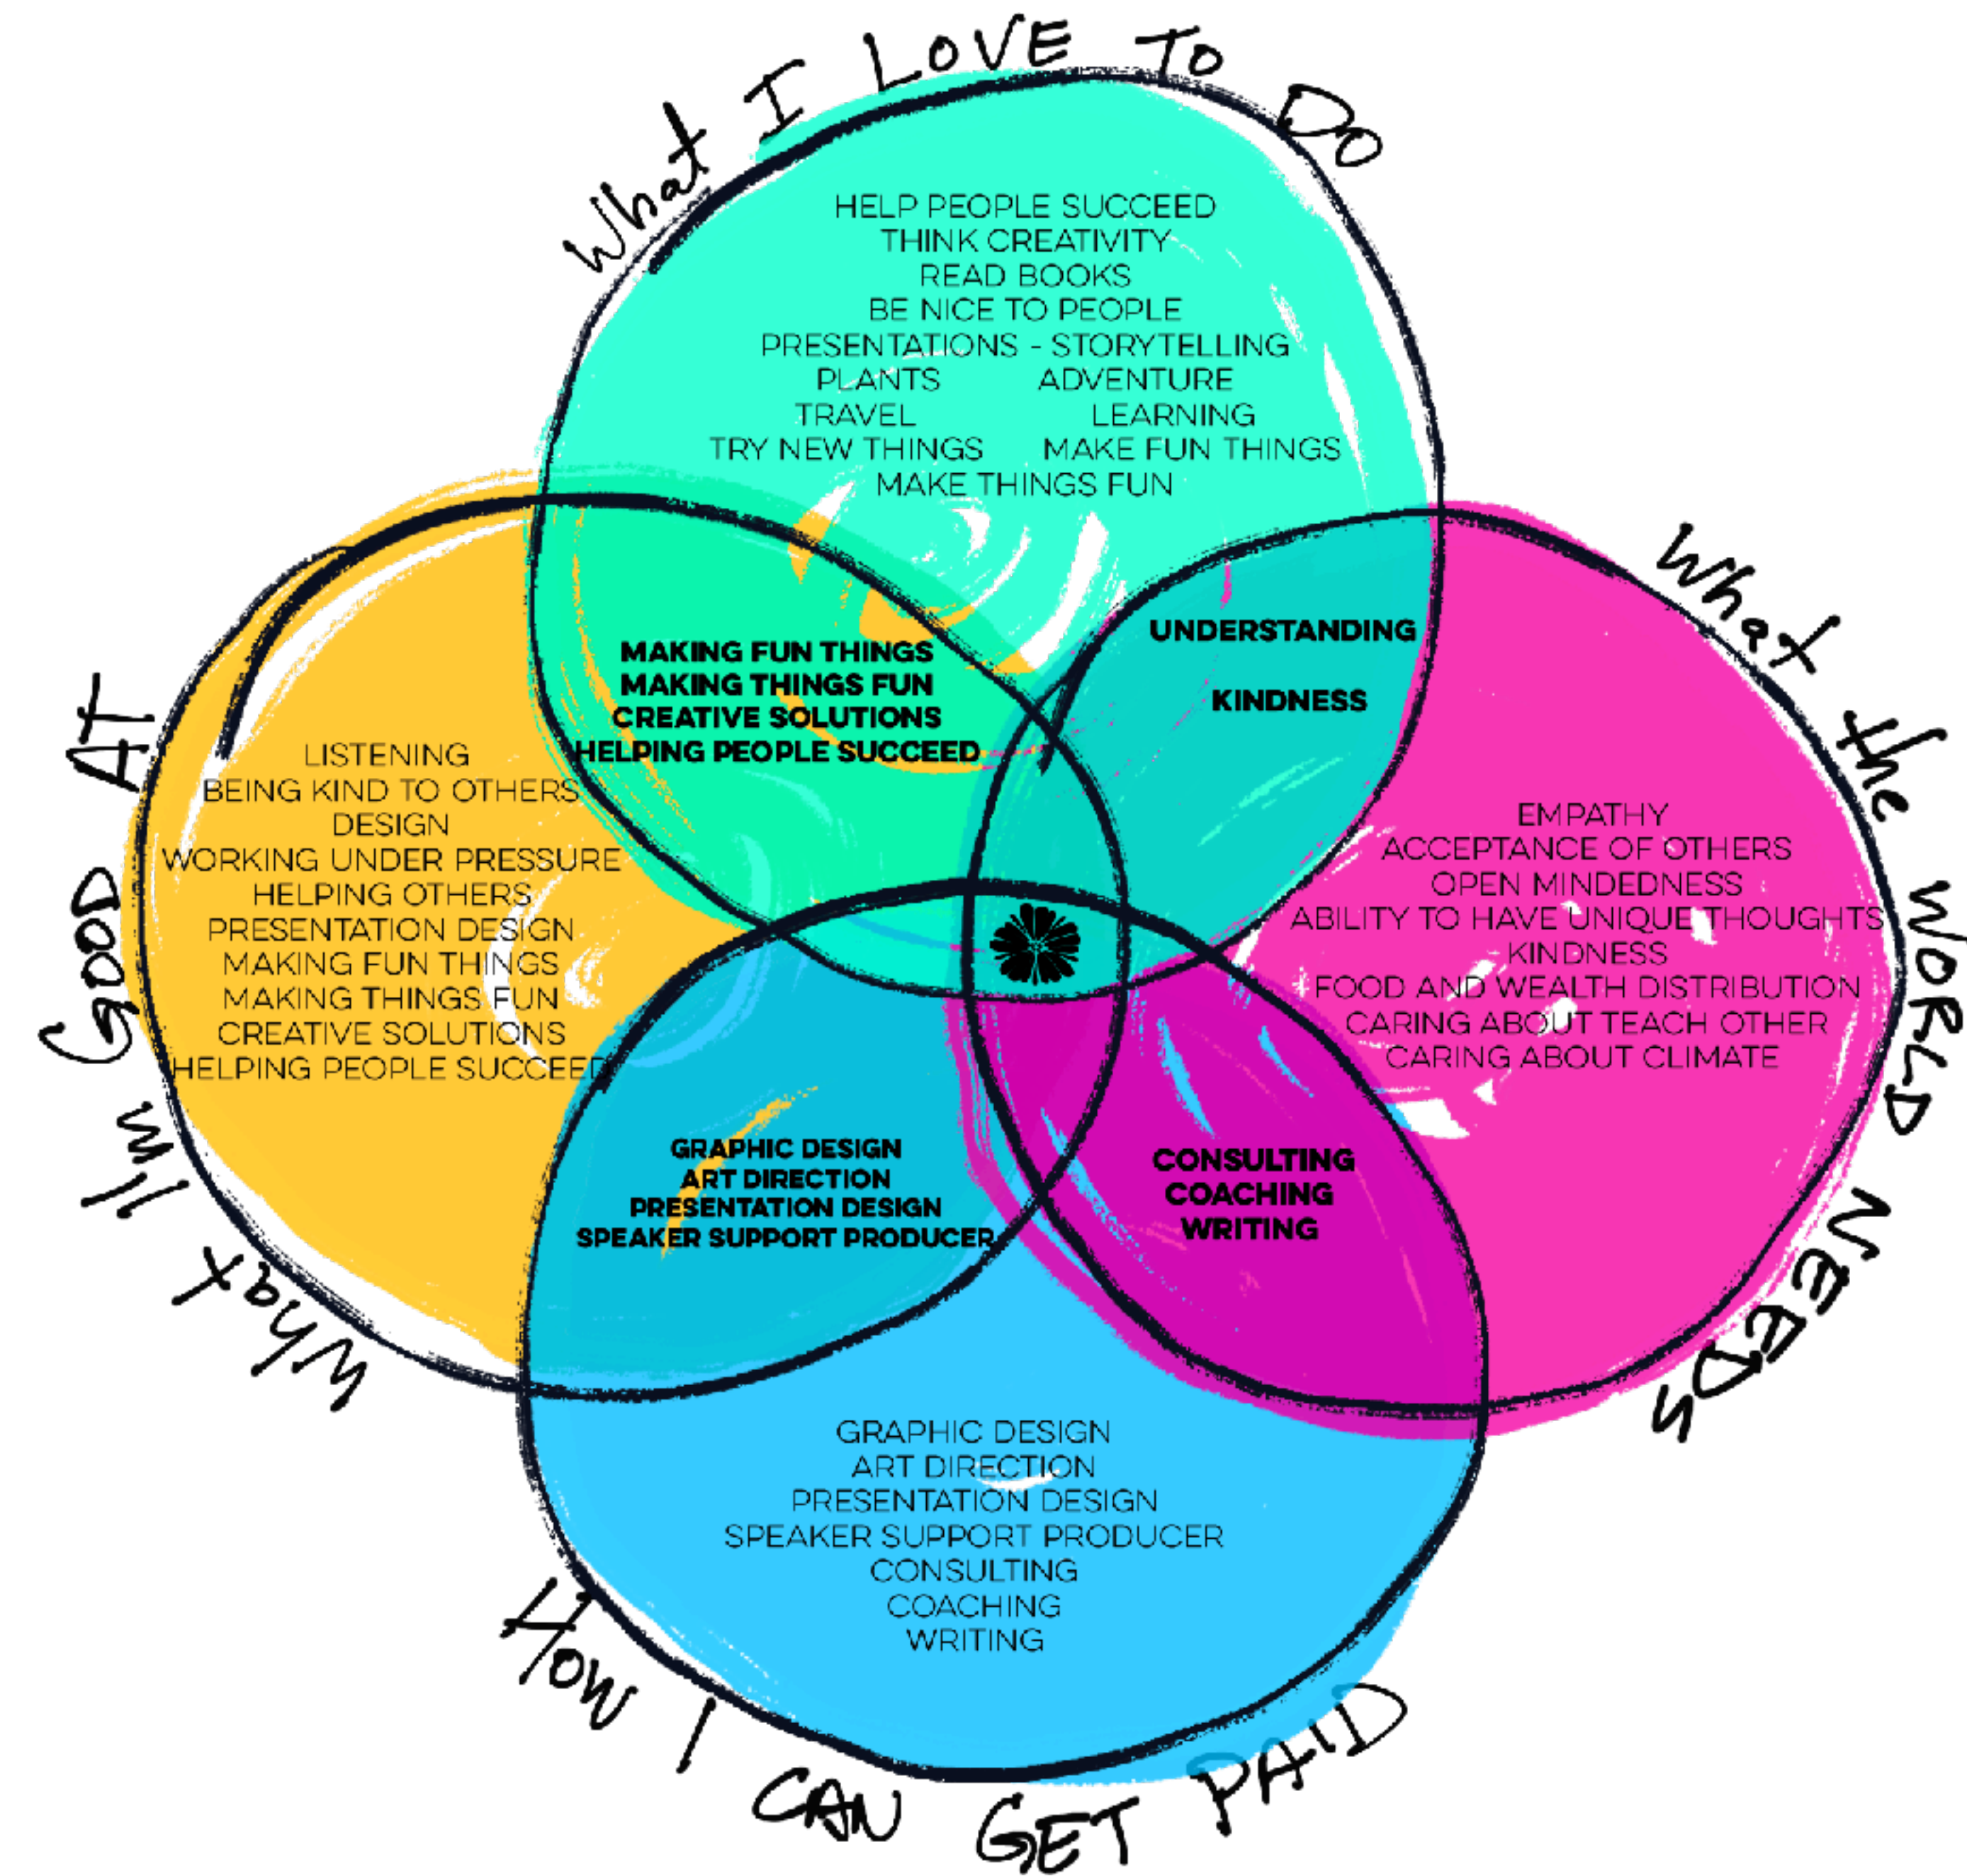 What I LOVE TO DO
HELP PEOPLE SUCCEED
THINK CREATIVITY
READ BOOKS
BE NICE TO PEOPLE
PRESENTATIONS - STORYTELLING
PLANTS ADVENTURE
TRAVEL LEARNING
TRY NEW THINGS MAKE FUN THINGS
MAKE THINGS FUN
MAKING FUN THINGS
MAKING THINGS FUN
CREATIVE SOLUTIONS
HELPING PEOPLE SUCCEED
UNDERSTANDING
KINDNESS
What I'M GOOD AT
LISTENING
BEING KIND TO OTHERS
DESIGN
WORKING UNDER PRESSURE
HELPING OTHERS
PRESENTATION DESIGN
MAKING FUN THINGS
MAKING THINGS FUN
CREATIVE SOLUTIONS
HELPING PEOPLE SUCCEED
What the WORLD NEEDS
EMPATHY
ACCEPTANCE OF OTHERS
OPEN MINDEDNESS
ABILITY TO HAVE UNIQUE THOUGHTS
KINDNESS
FOOD AND WEALTH DISTRIBUTION
CARING ABOUT TEACH OTHER
CARING ABOUT CLIMATE
GRAPHIC DESIGN
ART DIRECTION
PRESENTATION DESIGN
SPEAKER SUPPORT PRODUCER
CONSULTING
COACHING
WRITING
GRAPHIC DESIGN
ART DIRECTION
PRESENTATION DESIGN
SPEAKER SUPPORT PRODUCER
CONSULTING
COACHING
WRITING
HOW I CAN GET PAID